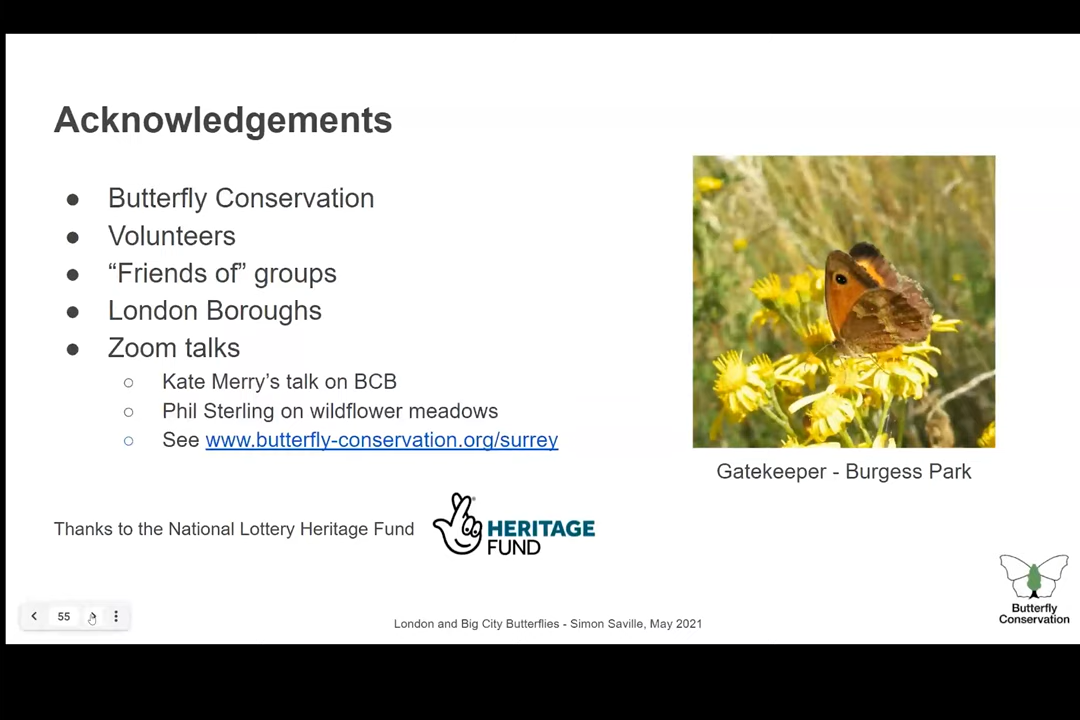 Acknowledgements
● Butterfly Conservation
● Volunteers
● “Friends of” groups
● London Boroughs
● Zoom talks
○ Kate Merry’s talk on BCB
○ Phil Sterling on wildflower meadows
○ See www.butterfly-conservation.org/surrey
Gatekeeper - Burgess Park
Thanks to the National Lottery Heritage Fund
HERITAGE
FUND
55
London and Big City Butterflies - Simon Saville, May 2021
Butterfly
Conservation